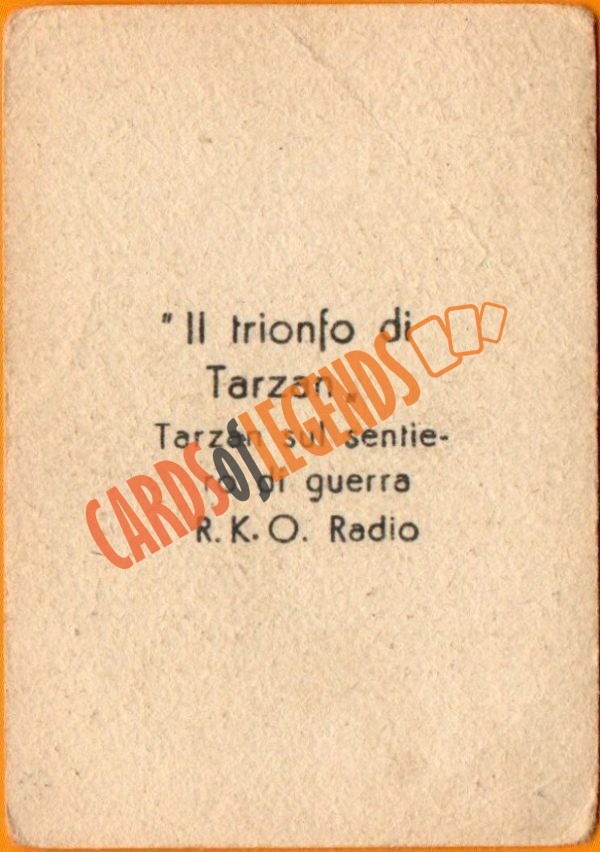 "Il trionfo di
Tarzan„
Tarzan sul sentie-
ro di guerra
R.K.O. Radio
CARDS OF LEGENDS